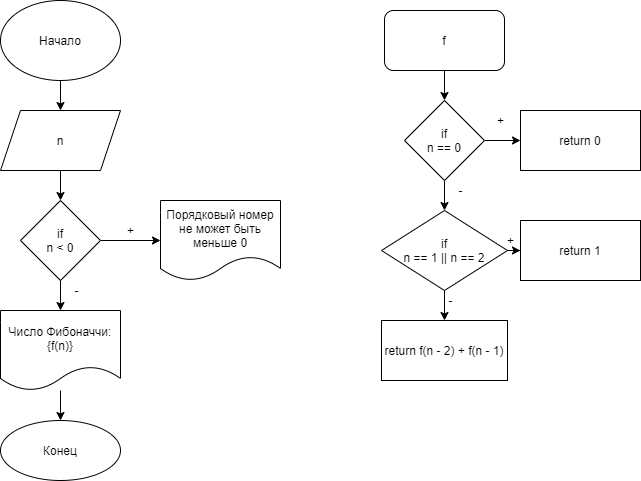 Начало
n
if
n < 0
+
Порядковый номер
не может быть
меньше 0
-
Число Фибоначчи:
{f(n)}
Конец
f
if
n == 0
+
return 0
-
if
n == 1 || n == 2
+
return 1
-
return f(n - 2) + f(n - 1)